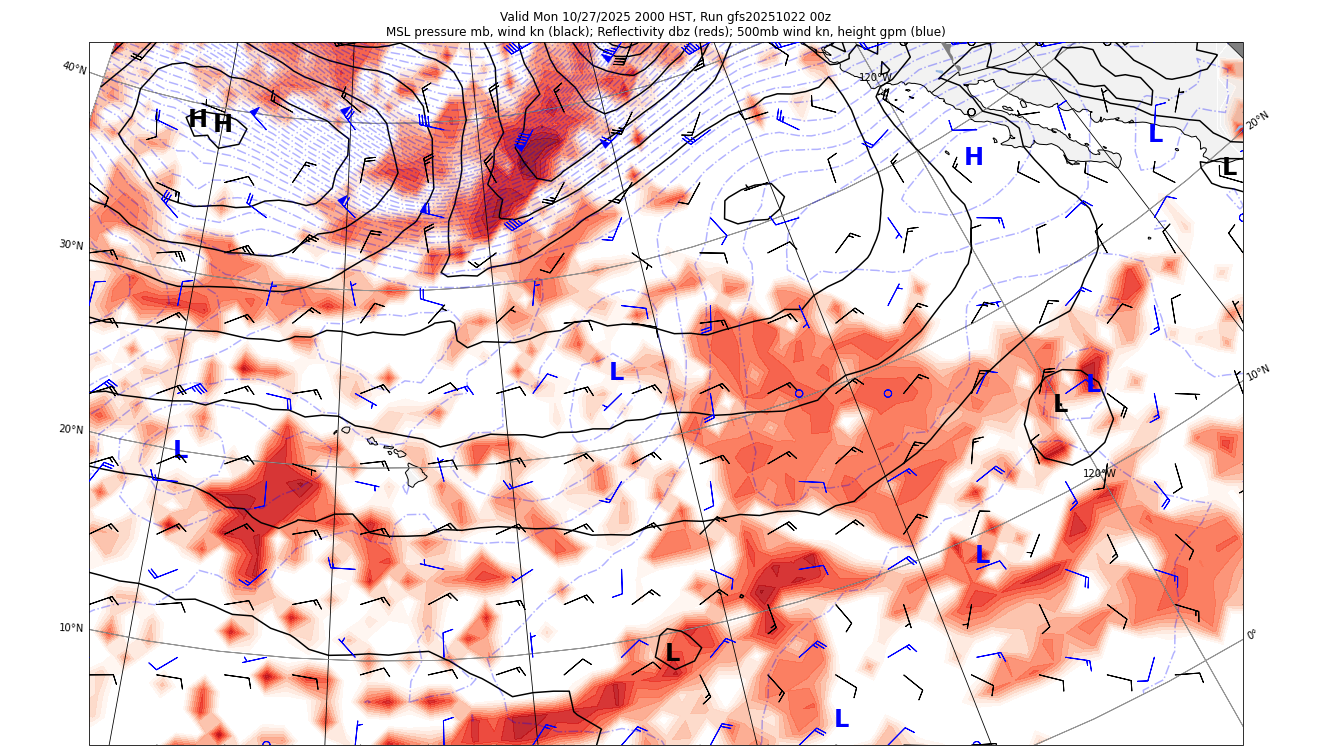 Valid Mon 10/27/2025 2000 HST, Run gfs20251022 00z
MSL pressure mb, wind kn (black); Reflectivity dbz (reds); 500mb wind kn, height gpm (blue)
40°N
120°W
20°N
H H
L
H
L
30°N
L
L
L
10°N
20°N
L
120°W
L
10°N
0°
L
L